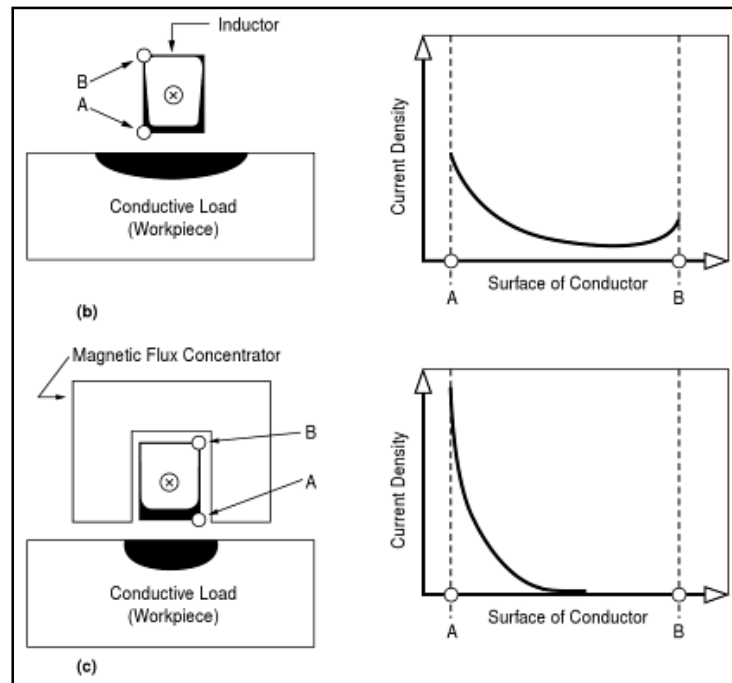 Inductor
B
A
Conductive Load
(Workpiece)
(b)
Current Density
Surface of Conductor
A
B
Magnetic Flux Concentrator
B
A
Conductive Load
(Workpiece)
(c)
Current Density
Surface of Conductor
A
B